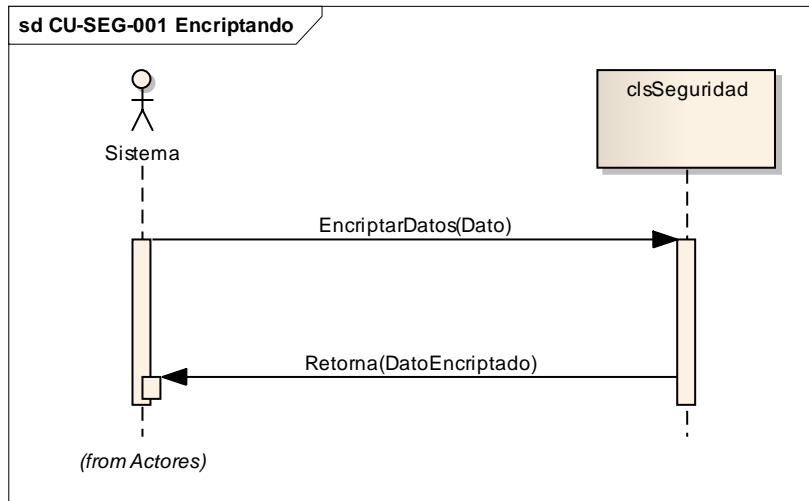 sd CU-SEG-001 Encriptando
clsSeguridad
Sistema
EncriptarDatos(Dato)
Retorna(DatoEncriptado)
(from Actores)